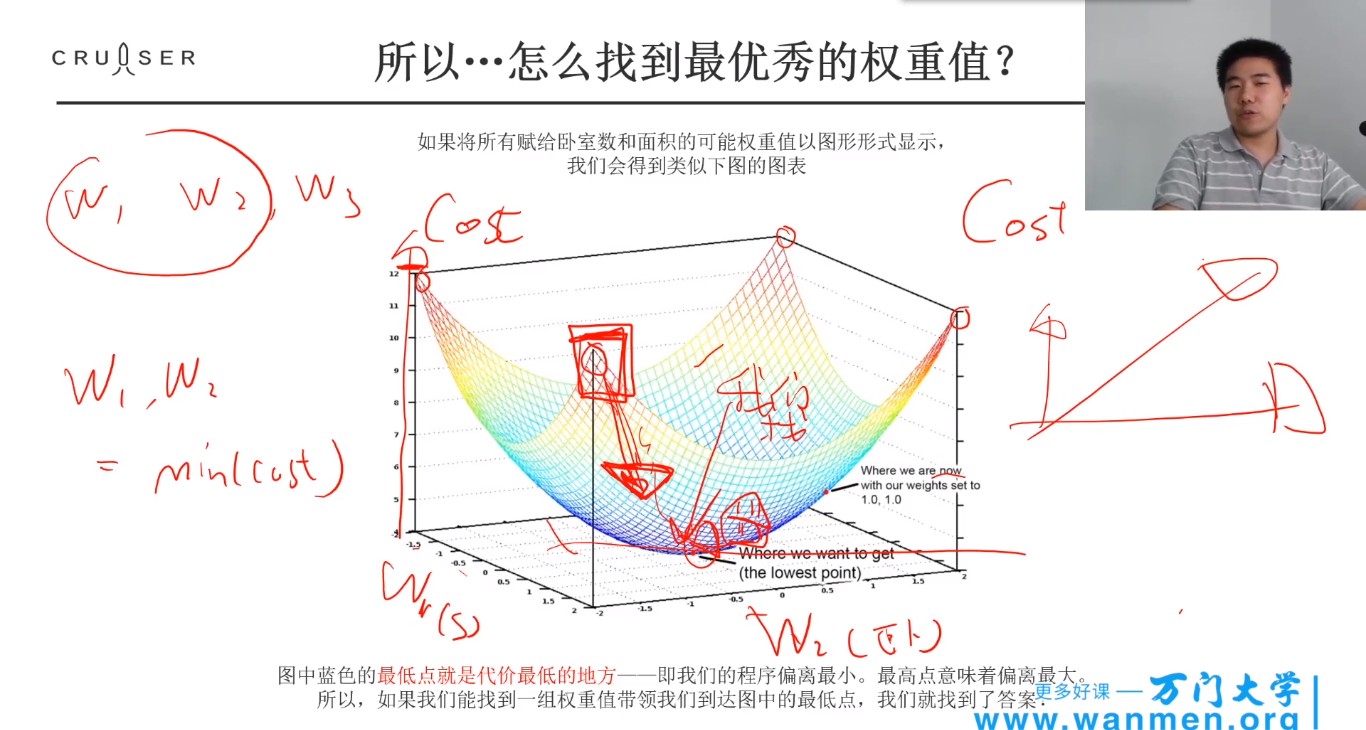 CRUISER
所以…怎么找到最优秀的权重值？
如果将所有赋给卧室数和面积的可能权重值以图形形式显示，
我们会得到类似下图的图表
W1 W2, W3
Cost
Cost
12
11
10
9
8
7
6
5
4
W1, W2
= min(cost)
我们
Where we are now
with our weights set to
1.0, 1.0
Where we want to get
(the lowest point)
-1.5
-1
-0.5
0
0.5
1
1.5
2
-2
-1.5
-1
-0.5
0
0.5
1
1.5
2
(S)
W2
图中蓝色的最低点就是代价最低的地方——即我们的程序偏离最小。最高点意味着偏离最大。
所以，如果我们能找到一组权重值带领我们到达图中的最低点，我们就找到了答案！
更多好课 — 万门大学
www.wanmen.org